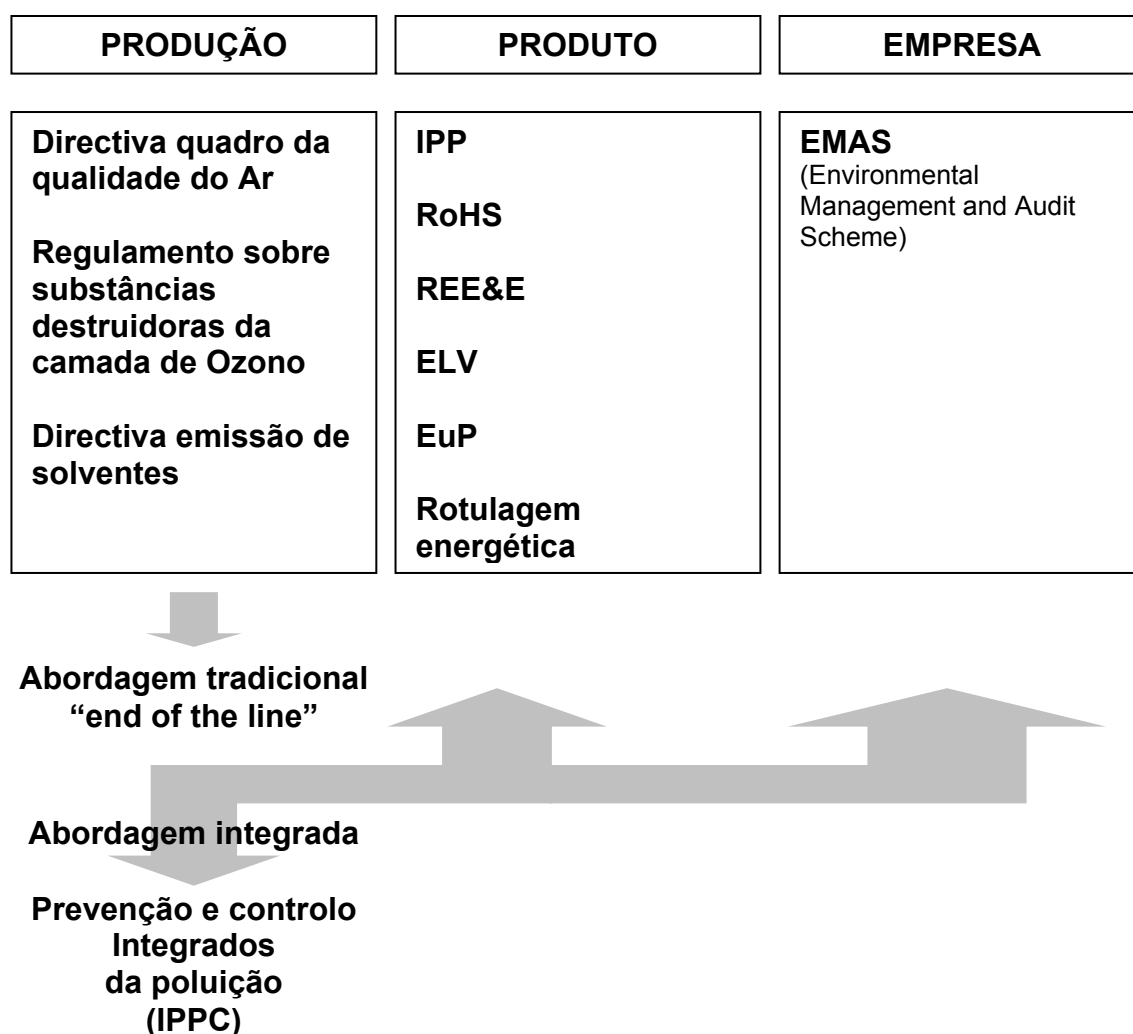 PRODUÇÃO
PRODUTO
EMPRESA
Directiva quadro da
qualidade do Ar
Regulamento sobre
substâncias
destruidoras da
camada de Ozono
Directiva emissão de
solventes
IPP
RoHS
REE&E
ELV
EuP
Rotulagem
energética
EMAS
(Environmental
Management and Audit
Scheme)
Abordagem tradicional
“end of the line”
Abordagem integrada
Prevenção e controlo
Integrados
da poluição
(IPPC)